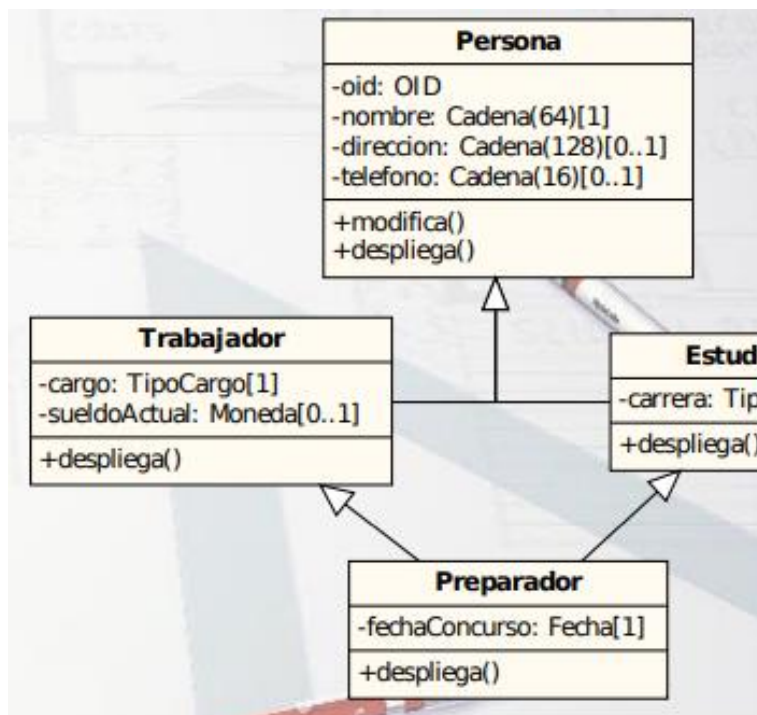 Persona
-oid: OID
-nombre: Cadena(64)[1]
-direccion: Cadena(128)[0..1]
-telefono: Cadena(16)[0..1]
+modifica()
+despliega()
Trabajador
-cargo: TipoCargo[1]
-sueldoActual: Moneda[0..1]
+despliega()
Estud
-carrera: Tip
+despliega()
Preparador
-fechaConcurso: Fecha[1]
+despliega()